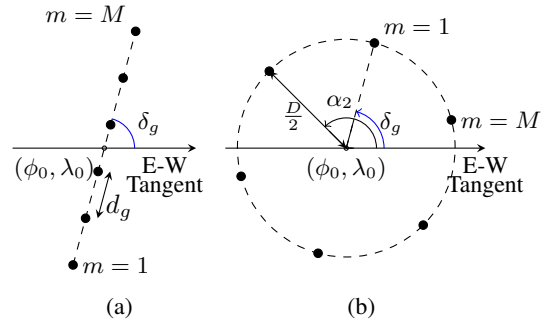 m = M
δ_g
(ϕ_0, λ_0)
E-W
Tangent
d_g
m = 1
(a)
m = 1
D/2
α_2
δ_g
m = M
(ϕ_0, λ_0)
E-W
Tangent
(b)